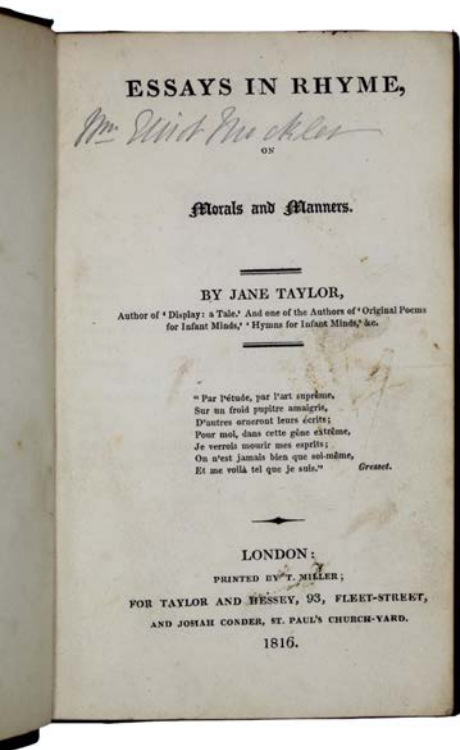 ESSAYS IN RHYME,
ON
Morals and Manners.
BY JANE TAYLOR,
Author of ‘Display: a Tale.’ And one of the Authors of ‘Original Poems
for Infant Minds,’ ‘Hymns for Infant Minds,’ &c.
“Par l'étude, par l'art suprême,
Sur un froid pupitre amaigris,
D'autres orneront leurs écrits;
Pour moi, dans cette gêne extrême,
Je verrois mourir mes esprits;
On n'est jamais bien que soi-même,
Et me voilà tel que je suis.” Gresset.
LONDON:
PRINTED BY T. MILLER;
FOR TAYLOR AND HESSEY, 93, FLEET-STREET,
AND JOSIAH CONDER, ST. PAUL'S CHURCH-YARD.
1816.